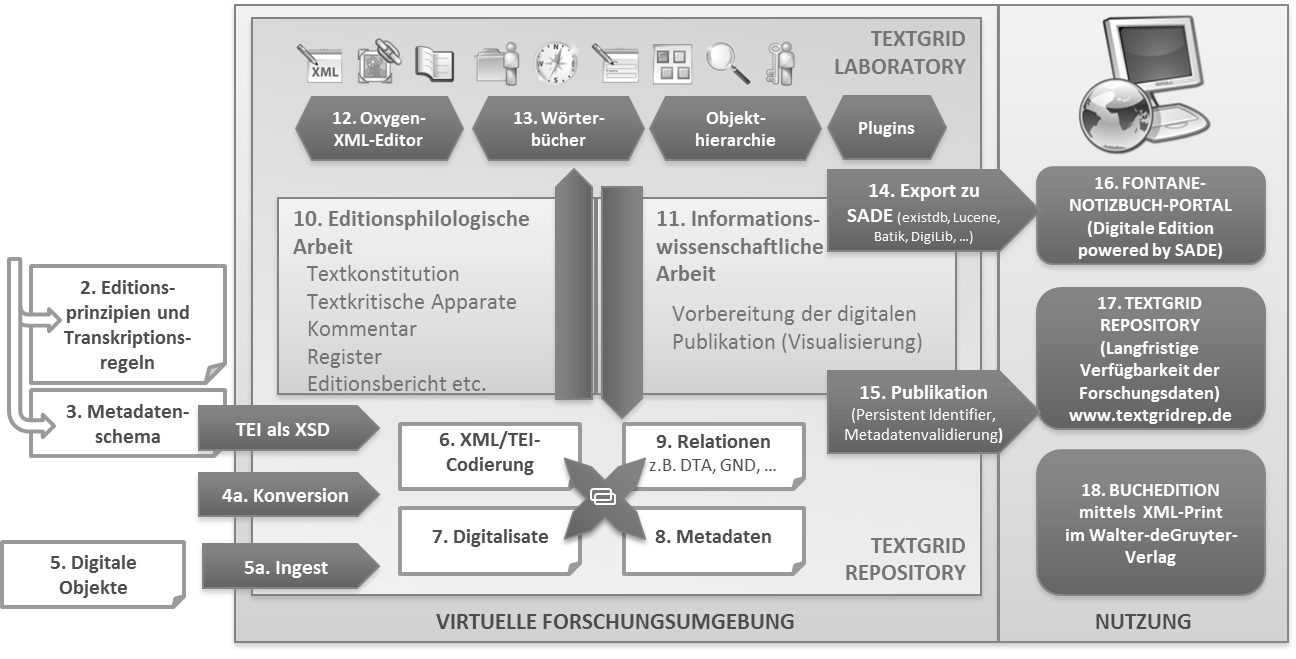 TEXTGRID
LABORATORY
XML
N
W
S
12. Oxygen-
XML-Editor
13. Wörter-
bücher
Objekt-
hierarchie
Plugins
10. Editionsphilologische
Arbeit
Textkonstitution
Textkritische Apparate
Kommentar
Register
Editionsbericht etc.
11. Informations-
wissenschaftliche
Arbeit
Vorbereitung der digitalen
Publikation (Visualisierung)
14. Export zu
SADE (existdb, Lucene,
Batik, DigiLib, …)
15. Publikation
(Persistent Identifier,
Metadatenvalidierung)
16. FONTANE-
NOTIZBUCH-PORTAL
(Digitale Edition
powered by SADE)
17. TEXTGRID
REPOSITORY
(Langfristige
Verfügbarkeit der
Forschungsdaten)
www.textgridrep.de
18. BUCHEDITION
mittels XML-Print
im Walter-deGruyter-
Verlag
2. Editions-
prinzipien und
Transkriptions-
regeln
3. Metadaten-
schema
TEI als XSD
4a. Konversion
5. Digitale
Objekte
5a. Ingest
6. XML/TEI-
Codierung
9. Relationen
z.B. DTA, GND, …
7. Digitalisate
8. Metadaten
TEXTGRID
REPOSITORY
VIRTUELLE FORSCHUNGSUMGEBUNG
NUTZUNG